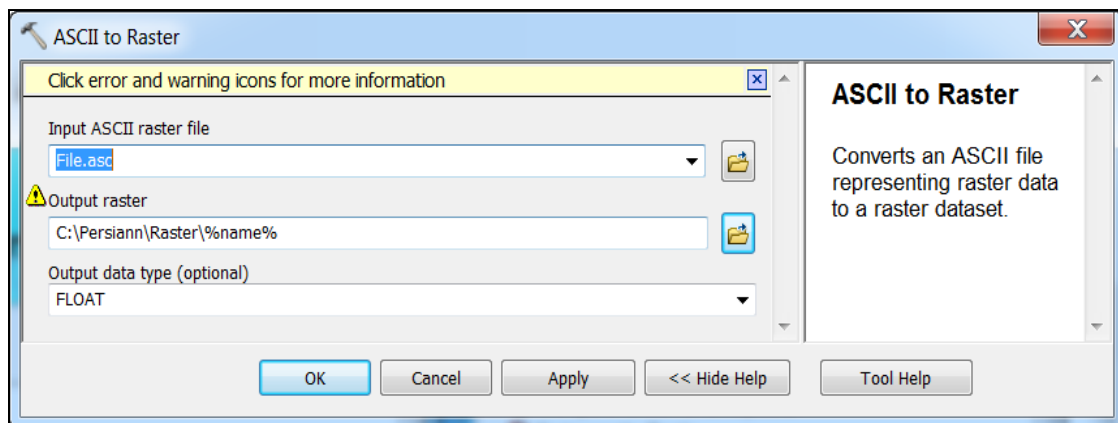 ASCII to Raster
Click error and warning icons for more information
Input ASCII raster file
File.asc
Output raster
C:\Persiann\Raster\%name%
Output data type (optional)
FLOAT
OK
Cancel
Apply
<< Hide Help
ASCII to Raster
Converts an ASCII file
representing raster data
to a raster dataset.
Tool Help